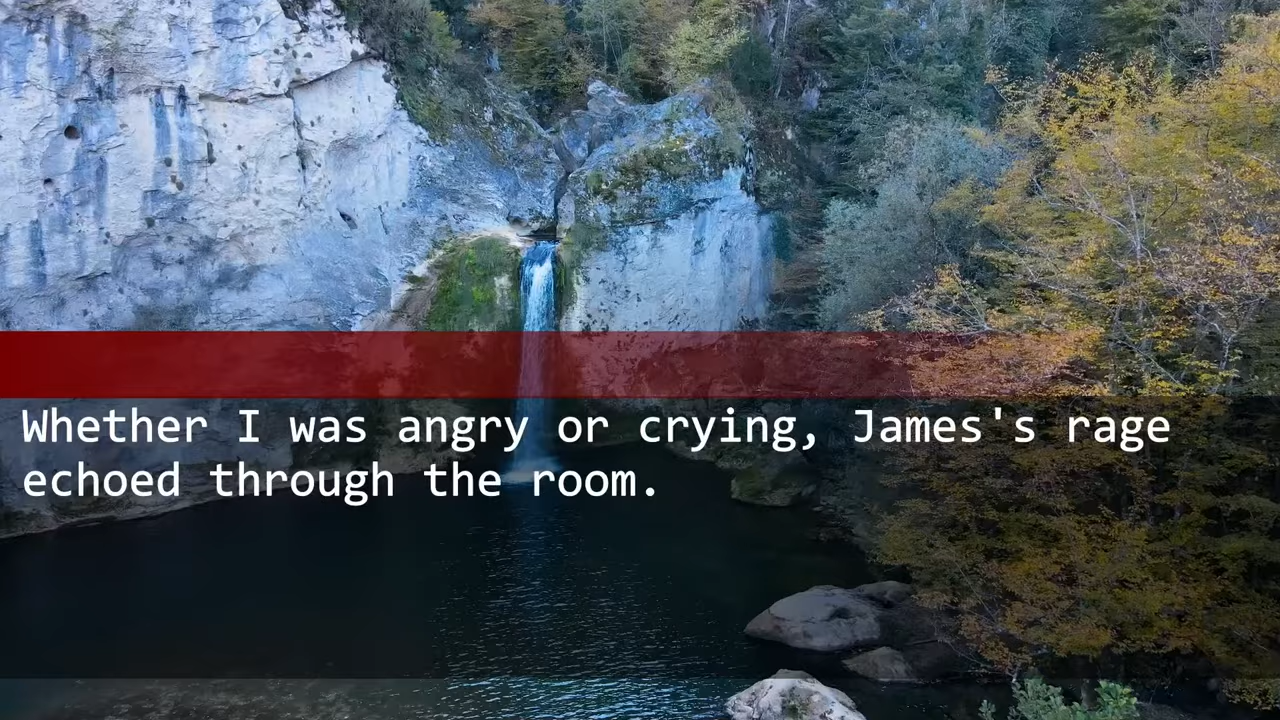 Whether I was angry or crying, James's rage
echoed through the room.